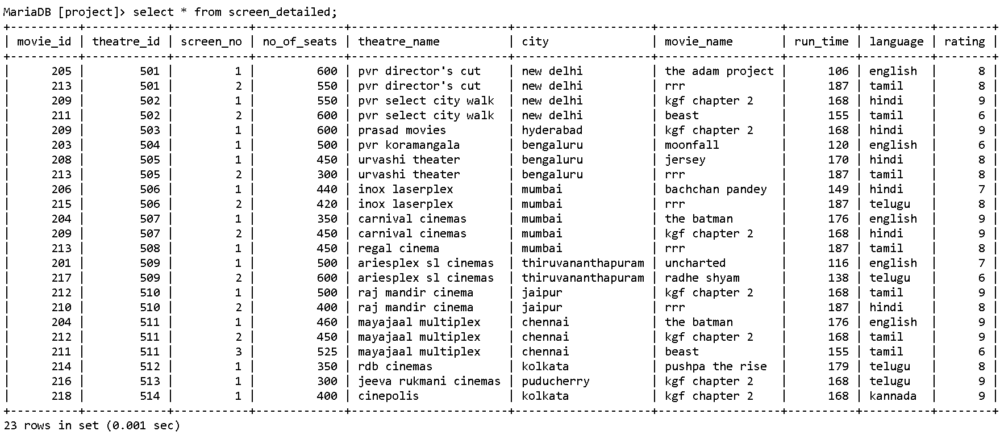 MariaDB [project]> select * from screen_detailed;
+----------+------------+-----------+-------------+-----------------------+--------------------+------------------+----------+----------+--------+
| movie_id | theatre_id | screen_no | no_of_seats | theatre_name          | city               | movie_name       | run_time | language | rating |
+----------+------------+-----------+-------------+-----------------------+--------------------+------------------+----------+----------+--------+
|      205 |        501 |         1 |         600 | pvr director's cut    | new delhi          | the adam project |      106 | english  |      8 |
|      213 |        501 |         2 |         550 | pvr director's cut    | new delhi          | rrr              |      187 | tamil    |      8 |
|      209 |        502 |         1 |         550 | pvr select city walk  | new delhi          | kgf chapter 2    |      168 | hindi    |      9 |
|      211 |        502 |         2 |         600 | pvr select city walk  | new delhi          | beast            |      155 | tamil    |      6 |
|      209 |        503 |         1 |         600 | prasad movies         | hyderabad          | kgf chapter 2    |      168 | hindi    |      9 |
|      203 |        504 |         1 |         500 | pvr koramangala       | bengaluru          | moonfall         |      120 | english  |      6 |
|      208 |        505 |         1 |         450 | urvashi theater       | bengaluru          | jersey           |      170 | hindi    |      8 |
|      213 |        505 |         2 |         300 | urvashi theater       | bengaluru          | rrr              |      187 | tamil    |      8 |
|      206 |        506 |         1 |         440 | inox laserplex        | mumbai             | bachchan pandey  |      149 | hindi    |      7 |
|      215 |        506 |         2 |         420 | inox laserplex        | mumbai             | rrr              |      187 | telugu   |      8 |
|      204 |        507 |         1 |         350 | carnival cinemas      | mumbai             | the batman       |      176 | english  |      9 |
|      209 |        507 |         2 |         450 | carnival cinemas      | mumbai             | kgf chapter 2    |      168 | hindi    |      9 |
|      213 |        508 |         1 |         450 | regal cinema          | mumbai             | rrr              |      187 | tamil    |      8 |
|      201 |        509 |         1 |         500 | ariesplex sl cinemas  | thiruvananthapuram | uncharted        |      116 | english  |      7 |
|      217 |        509 |         2 |         600 | ariesplex sl cinemas  | thiruvananthapuram | radhe shyam      |      138 | telugu   |      6 |
|      212 |        510 |         1 |         500 | raj mandir cinema     | jaipur             | kgf chapter 2    |      168 | tamil    |      9 |
|      210 |        510 |         2 |         400 | raj mandir cinema     | jaipur             | rrr              |      187 | hindi    |      8 |
|      204 |        511 |         1 |         460 | mayajaal multiplex    | chennai            | the batman       |      176 | english  |      9 |
|      212 |        511 |         2 |         450 | mayajaal multiplex    | chennai            | kgf chapter 2    |      168 | tamil    |      9 |
|      211 |        511 |         3 |         525 | mayajaal multiplex    | chennai            | beast            |      155 | tamil    |      6 |
|      214 |        512 |         1 |         350 | rdb cinemas           | kolkata            | pushpa the rise  |      179 | telugu   |      8 |
|      216 |        513 |         1 |         300 | jeeva rukmani cinemas | puducherry         | kgf chapter 2    |      168 | telugu   |      9 |
|      218 |        514 |         1 |         400 | cinepolis             | kolkata            | kgf chapter 2    |      168 | kannada  |      9 |
+----------+------------+-----------+-------------+-----------------------+--------------------+------------------+----------+----------+--------+
23 rows in set (0.001 sec)